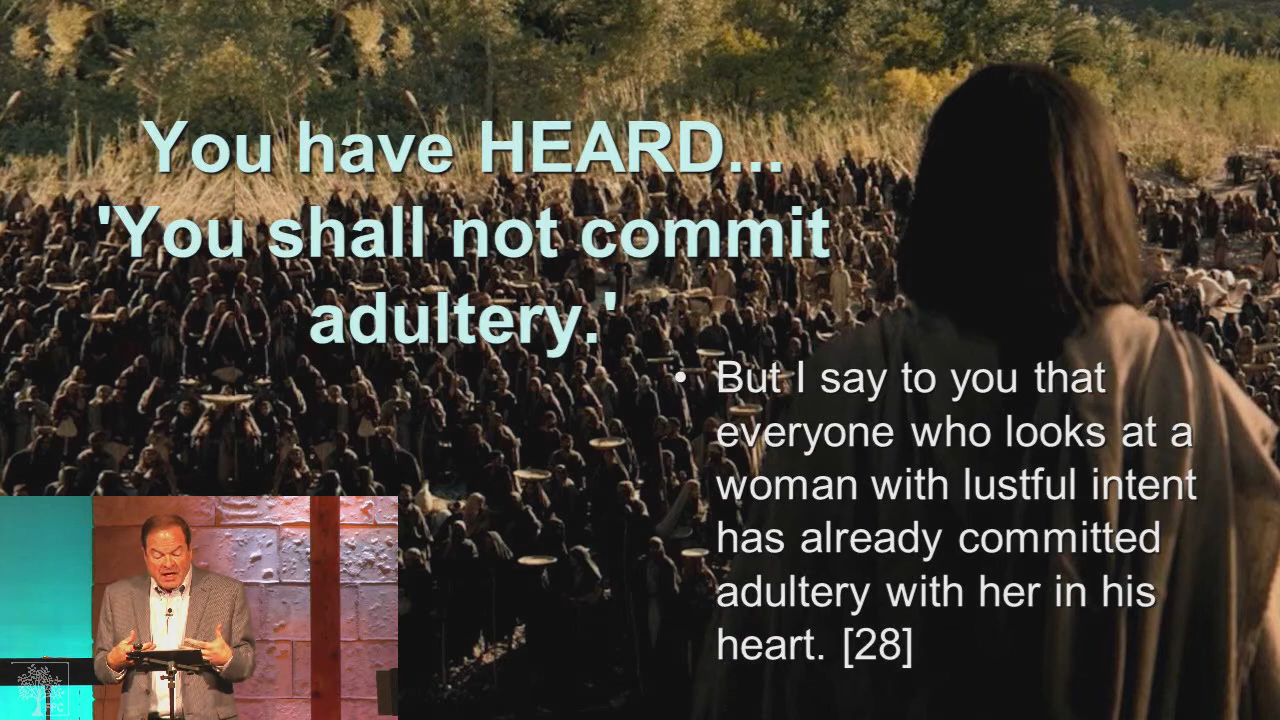 You have HEARD...
'You shall not commit
adultery.'
• But I say to you that
everyone who looks at a
woman with lustful intent
has already committed
adultery with her in his
heart. [28]